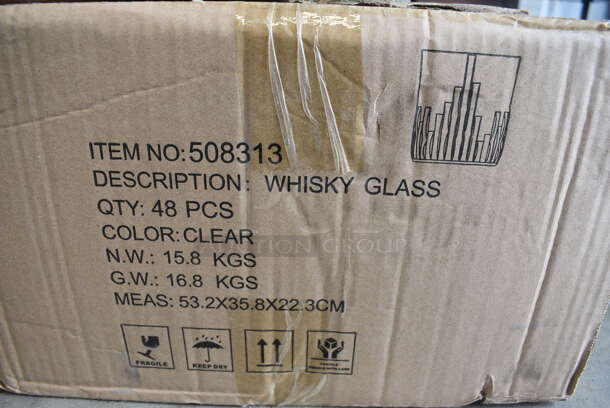 ITEM NO: 508313
DESCRIPTION: WHISKY GLASS
QTY: 48 PCS
COLOR: CLEAR
N.W.: 15.8 KGS
G.W.: 16.8 KGS
MEAS: 53.2X35.8X22.3CM
FRAGILE
KEEP DRY